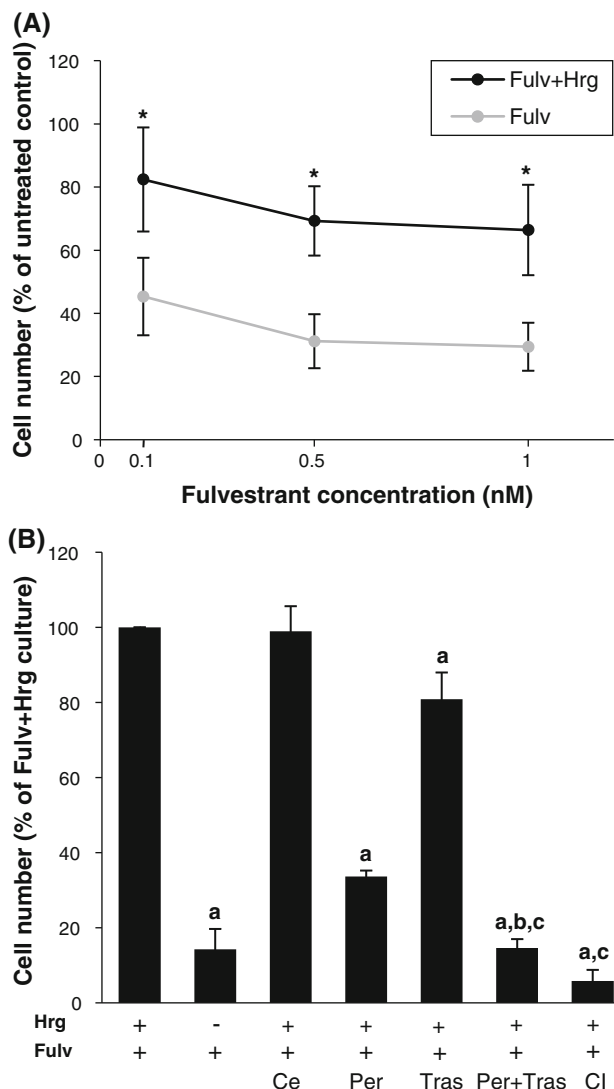 (A)
120
100
80
60
40
20
0
Cell number (% of untreated control)
* * *
Fulv+Hrg
Fulv
0 0.1 0.5 1
Fulvestrant concentration (nM)
(B)
120
100
80
60
40
20
0
Cell number (% of Fulv+Hrg culture)
a a a a,b,c a,c
Hrg + - + + + + +
Fulv + + + + + + +
Ce Per Tras Per+Tras CI